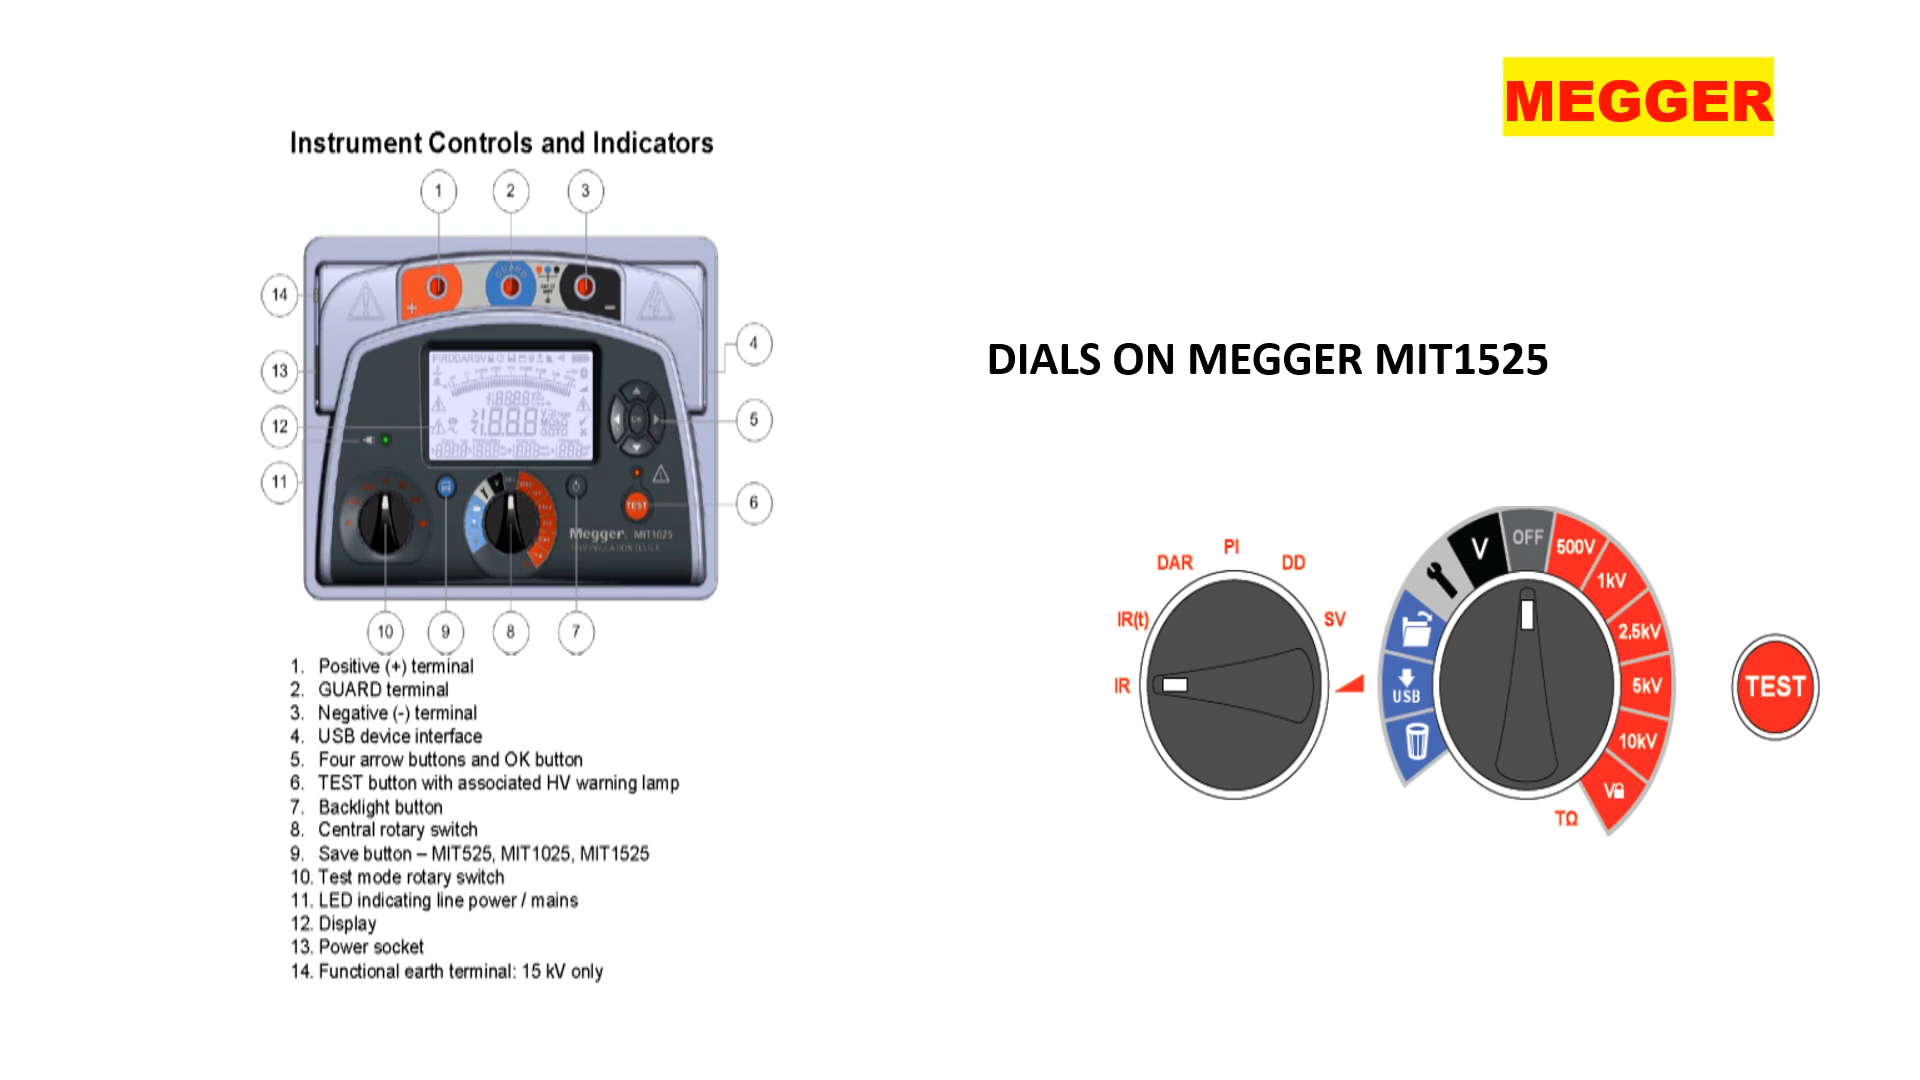 MEGGER
Instrument Controls and Indicators
1 2 3
14
13
12
11
4
5
6
10 9 8 7
GUARD
+
−
OK
TEST
Megger. MIT1025
1. Positive (+) terminal
2. GUARD terminal
3. Negative (-) terminal
4. USB device interface
5. Four arrow buttons and OK button
6. TEST button with associated HV warning lamp
7. Backlight button
8. Central rotary switch
9. Save button – MIT525, MIT1025, MIT1525
10. Test mode rotary switch
11. LED indicating line power / mains
12. Display
13. Power socket
14. Functional earth terminal: 15 kV only
DIALS ON MEGGER MIT1525
IR
IR(t)
DAR
PI
DD
SV
USB
V
OFF
500V
1kV
2.5kV
5kV
10kV
V
TΩ
TEST